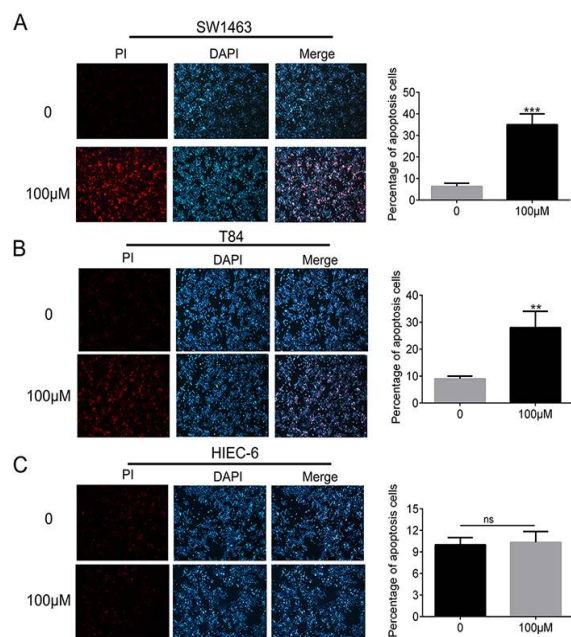 A
SW1463
PI DAPI Merge
0
100μM
Percentage of apoptosis cells
50
40
30
20
10
0
***
0 100μM
B
T84
PI DAPI Merge
0
100μM
Percentage of apoptosis cells
40
30
20
10
0
**
0 100μM
C
HIEC-6
PI DAPI Merge
0
100μM
Percentage of apoptosis cells
15
12
9
6
3
0
ns
0 100μM